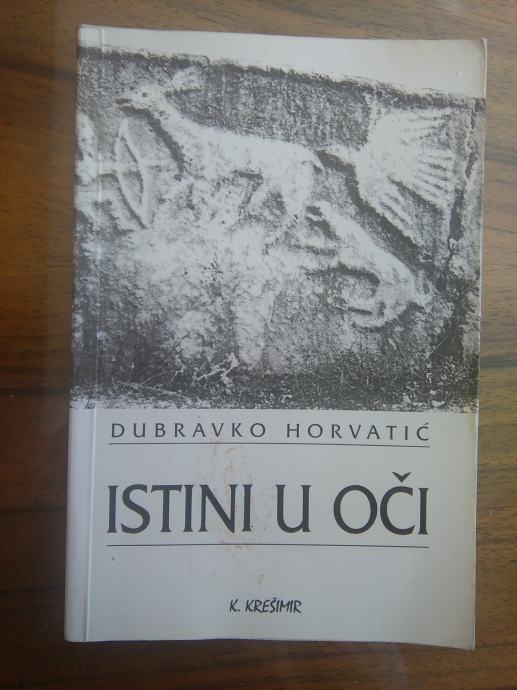 DUBRAVKO HORVATIĆ
ISTINI U OČI
K. KREŠIMIR